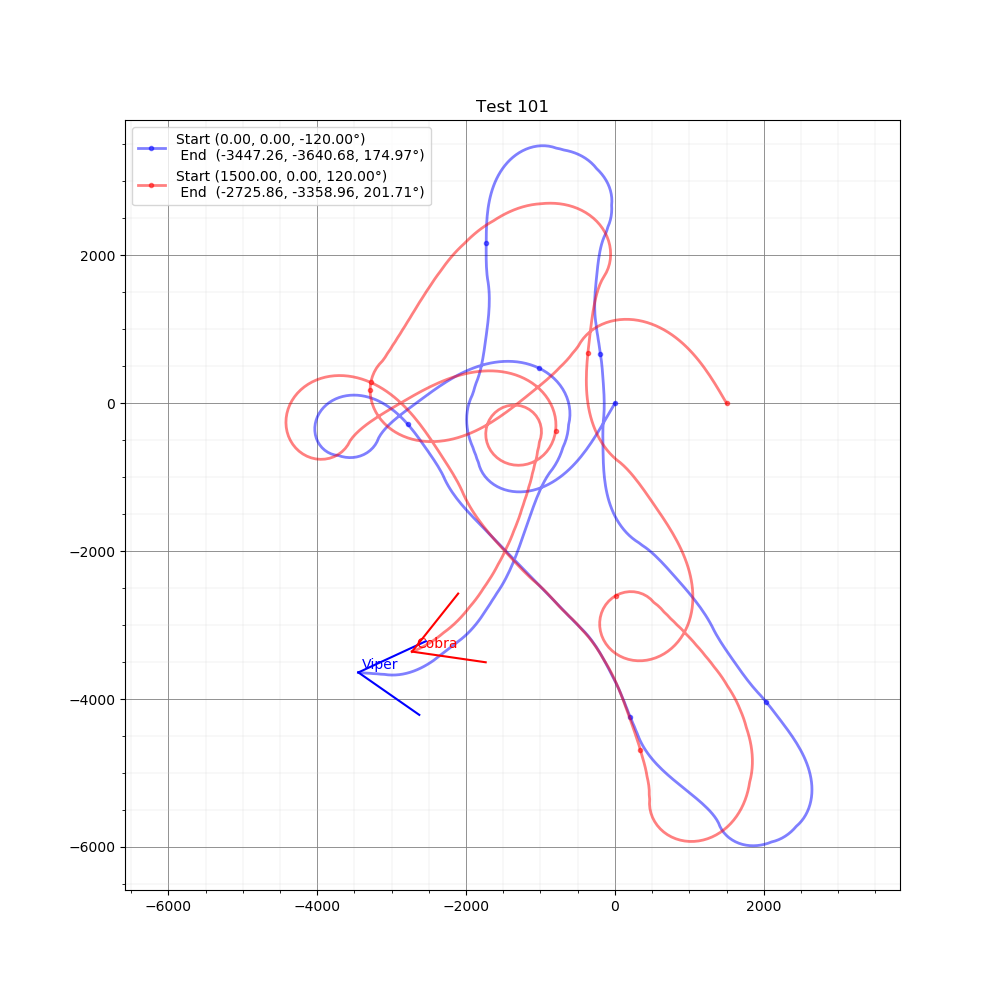 Test 101
Start (0.00, 0.00, -120.00°)
End (-3447.26, -3640.68, 174.97°)
Start (1500.00, 0.00, 120.00°)
End (-2725.86, -3358.96, 201.71°)
2000
0
−2000
−4000
−6000
Cobra
Viper
−6000 −4000 −2000 0 2000